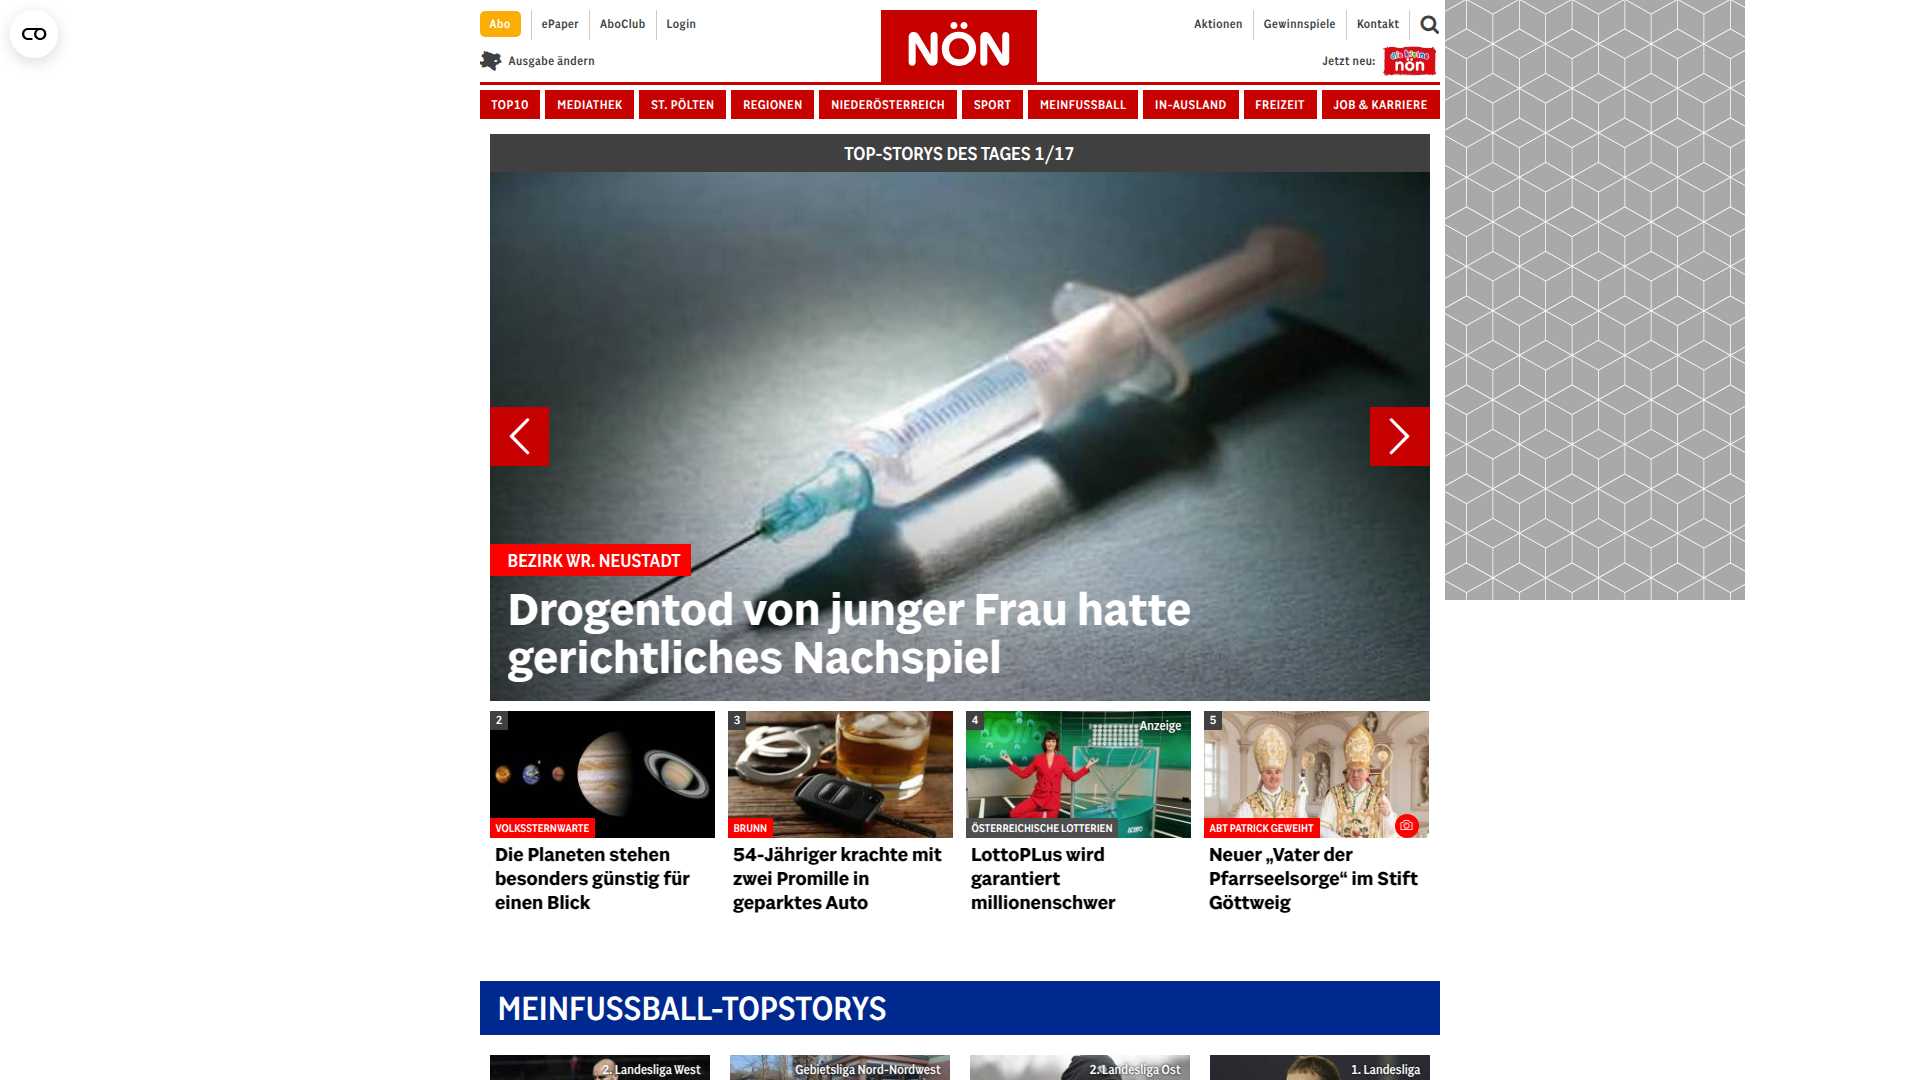 Abo
ePaper
AboClub
Login
NÖN
Aktionen
Gewinnspiele
Kontakt
Ausgabe ändern
Jetzt neu:
die kleine
nön
TOP10
MEDIATHEK
ST. PÖLTEN
REGIONEN
NIEDERÖSTERREICH
SPORT
MEINFUSSBALL
IN-AUSLAND
FREIZEIT
JOB & KARRIERE
TOP-STORYS DES TAGES 1/17
BEZIRK WR. NEUSTADT
Drogentod von junger Frau hatte
gerichtliches Nachspiel
2
VOLKSSTERNWARTE
Die Planeten stehen
besonders günstig für
einen Blick
3
BRUNN
54-Jähriger krachte mit
zwei Promille in
geparktes Auto
4
Anzeige
ÖSTERREICHISCHE LOTTERIEN
LottoPLus wird
garantiert
millionenschwer
5
ABT PATRICK GEWEIHT
Neuer „Vater der
Pfarrseelsorge“ im Stift
Göttweig
MEINFUSSBALL-TOPSTORYS
2. Landesliga West
Gebietsliga Nord-Nordwest
2. Landesliga Ost
1. Landesliga